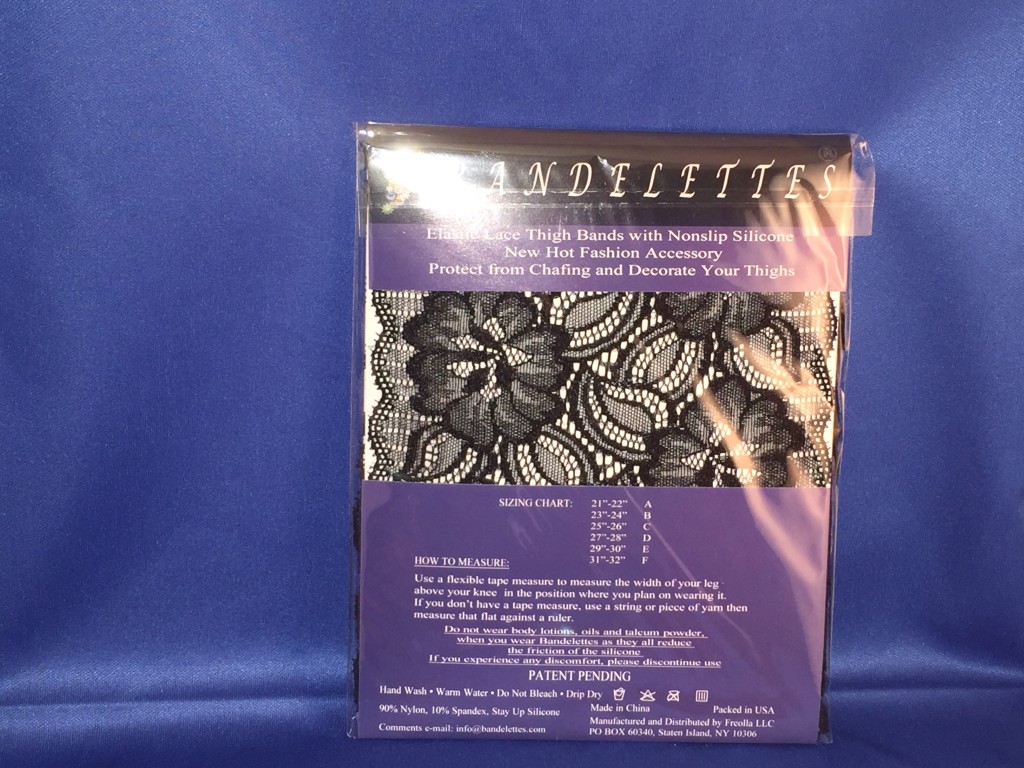 ANDELETTES®
Elastic Lace Thigh Bands with Nonslip Silicone
New Hot Fashion Accessory
Protect from Chafing and Decorate Your Thighs
SIZING CHART: 21”-22” A
23”-24” B
25”-26” C
27”-28” D
29”-30” E
31”-32” F
HOW TO MEASURE:
Use a flexible tape measure to measure the width of your leg
above your knee in the position where you plan on wearing it.
If you don’t have a tape measure, use a string or piece of yarn then
measure that flat against a ruler.
Do not wear body lotions, oils and talcum powder,
when you wear Bandelettes as they all reduce
the friction of the silicone
If you experience any discomfort, please discontinue use
PATENT PENDING
Hand Wash • Warm Water • Do Not Bleach • Drip Dry
90% Nylon, 10% Spandex, Stay Up Silicone
Comments e-mail: info@bandelettes.com
Made in China Packed in USA
Manufactured and Distributed by Freolla LLC
PO BOX 60340, Staten Island, NY 10306